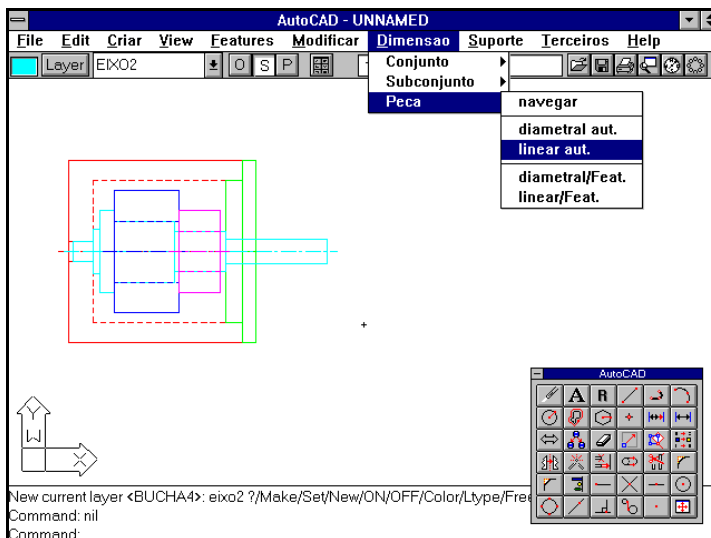 AutoCAD - UNNAMED
File Edit Criar View Features Modificar Dimensao Suporte Terceiros Help
Layer EIXO2 O S P
Conjunto
Subconjunto
Peca
navegar
diametral aut.
linear aut.
diametral/Feat.
linear/Feat.
AutoCAD
A R
Y
W
X
New current layer <BUCHA4>: eixo2 ?/Make/Set/New/ON/OFF/Color/Ltype/Free
Command: nil
Command: